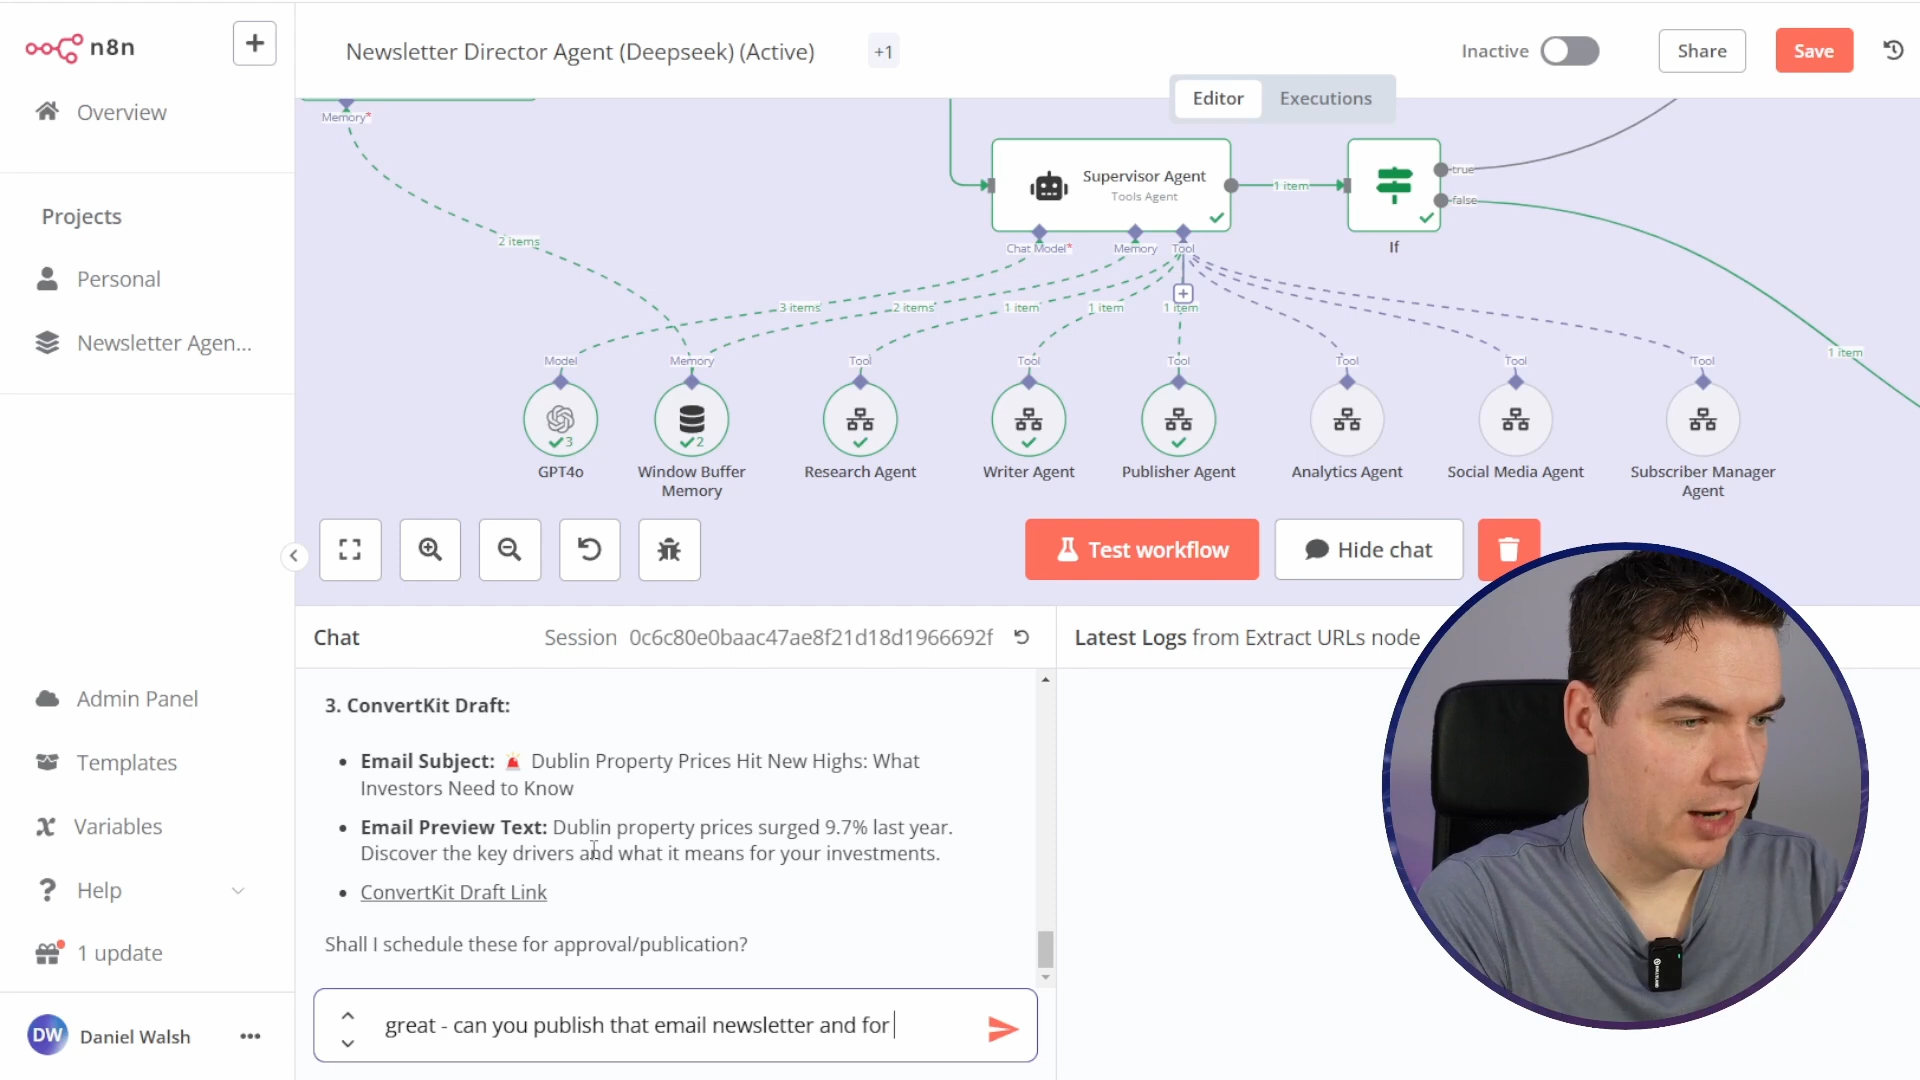 n8n
Newsletter Director Agent (Deepseek) (Active)
+1
Inactive
Share
Save
Editor
Executions
Overview
Projects
Personal
Newsletter Agen...
Admin Panel
Templates
Variables
Help
1 update
DW
Daniel Walsh
Memory*
2 items
Supervisor Agent
Tools Agent
1 item
true
false
If
Chat Model*
Memory
Tool
3 items
2 items
1 item
1 item
1 item
1 item
Model
Memory
Tool
Tool
Tool
Tool
Tool
Tool
3
2
GPT4o
Window Buffer
Memory
Research Agent
Writer Agent
Publisher Agent
Analytics Agent
Social Media Agent
Subscriber Manager
Agent
Test workflow
Hide chat
Chat
Session 0c6c80e0baac47ae8f21d18d1966692f
Latest Logs from Extract URLs node
3. ConvertKit Draft:
Email Subject: 🚨 Dublin Property Prices Hit New Highs: What
Investors Need to Know
Email Preview Text: Dublin property prices surged 9.7% last year.
Discover the key drivers and what it means for your investments.
ConvertKit Draft Link
Shall I schedule these for approval/publication?
great - can you publish that email newsletter and for